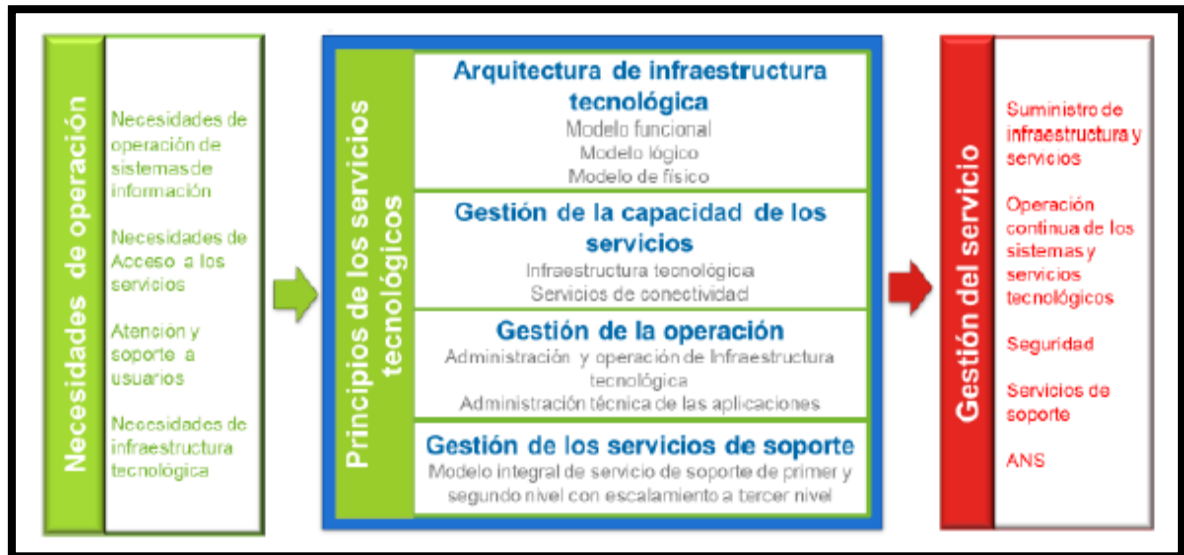 Necesidades de operación
Necesidades de
operación de
sistemas de
información
Necesidades de
Acceso a los
servicios
Atención y
soporte a
usuarios
Necesidades de
infraestructura
tecnológica
Principios de los servicios
tecnológicos
Arquitectura de infraestructura
tecnológica
Modelo funcional
Modelo lógico
Modelo de físico
Gestión de la capacidad de los
servicios
Infraestructura tecnológica
Servicios de conectividad
Gestión de la operación
Administración y operación de Infraestructura
tecnológica
Administración técnica de las aplicaciones
Gestión de los servicios de soporte
Modelo integral de servicio de soporte de primer y
segundo nivel con escalamiento a tercer nivel
Gestión del servicio
Suministro de
infraestructura y
servicios
Operación
continua de los
sistemas y
servicios
tecnológicos
Seguridad
Servicios de
soporte
ANS